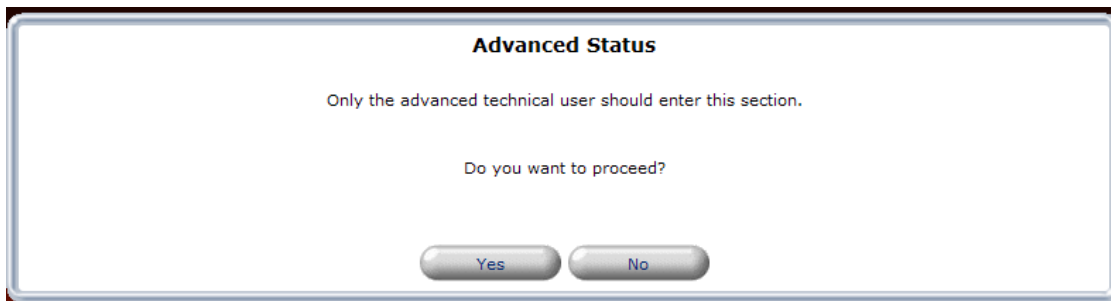 Advanced Status
Only the advanced technical user should enter this section.
Do you want to proceed?
Yes No